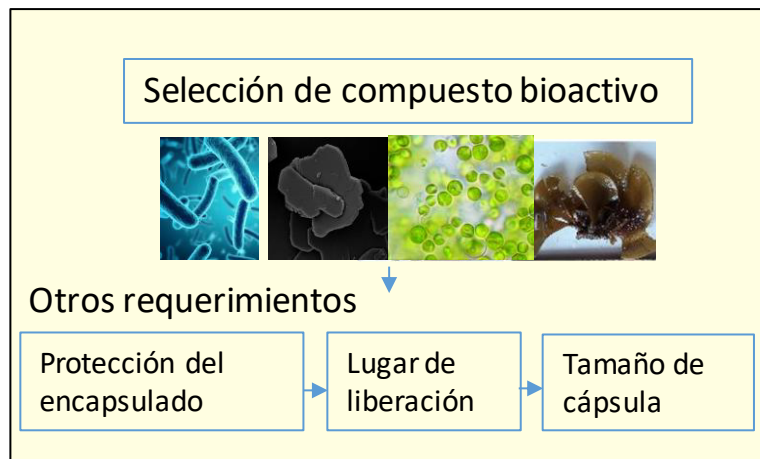 Selección de compuesto bioactivo
Otros requerimientos
Protección del
encapsulado
Lugar de
liberación
Tamaño de
cápsula